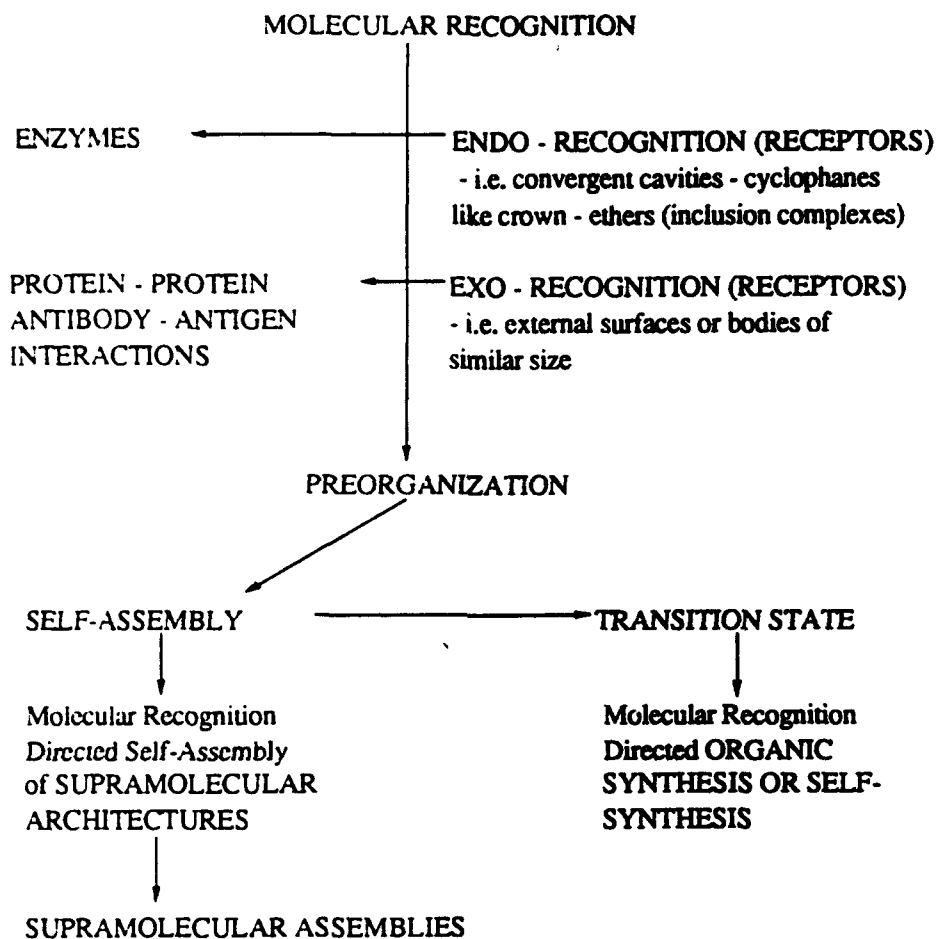 MOLECULAR RECOGNITION
ENZYMES
ENDO - RECOGNITION (RECEPTORS)
- i.e. convergent cavities - cyclophanes
like crown - ethers (inclusion complexes)
PROTEIN - PROTEIN
ANTIBODY - ANTIGEN
INTERACTIONS
EXO - RECOGNITION (RECEPTORS)
- i.e. external surfaces or bodies of
similar size
PREORGANIZATION
SELF-ASSEMBLY
TRANSITION STATE
Molecular Recognition
Directed Self-Assembly
of SUPRAMOLECULAR
ARCHITECTURES
Molecular Recognition
Directed ORGANIC
SYNTHESIS OR SELF-
SYNTHESIS
SUPRAMOLECULAR ASSEMBLIES